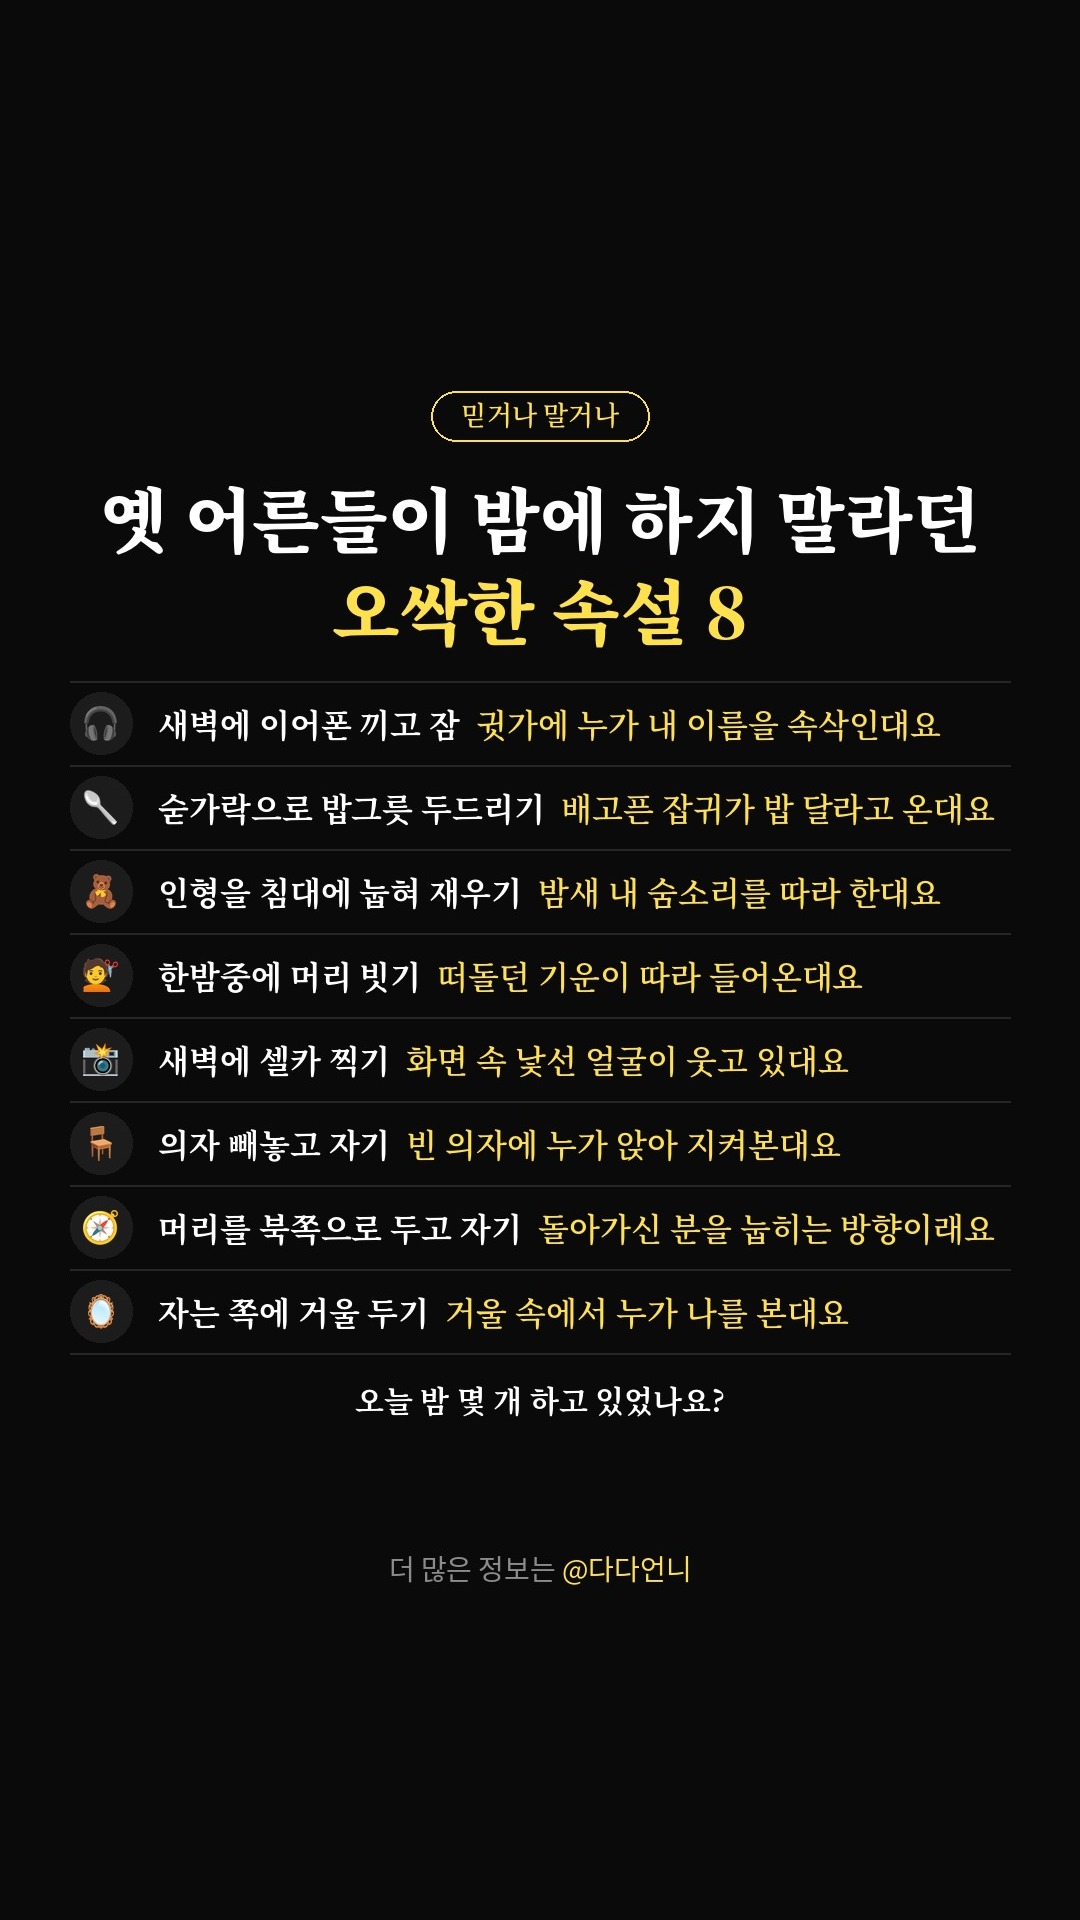 믿거나 말거나
옛 어른들이 밤에 하지 말라던
오싹한 속설 8
새벽에 이어폰 끼고 잠 귓가에 누가 내 이름을 속삭인대요
숟가락으로 밥그릇 두드리기 배고픈 잡귀가 밥 달라고 온대요
인형을 침대에 눕혀 재우기 밤새 내 숨소리를 따라 한대요
한밤중에 머리 빗기 떠돌던 기운이 따라 들어온대요
새벽에 셀카 찍기 화면 속 낯선 얼굴이 웃고 있대요
의자 빼놓고 자기 빈 의자에 누가 앉아 지켜본대요
머리를 북쪽으로 두고 자기 돌아가신 분을 눕히는 방향이래요
자는 쪽에 거울 두기 거울 속에서 누가 나를 본대요
오늘 밤 몇 개 하고 있었나요?
더 많은 정보는 @다다언니